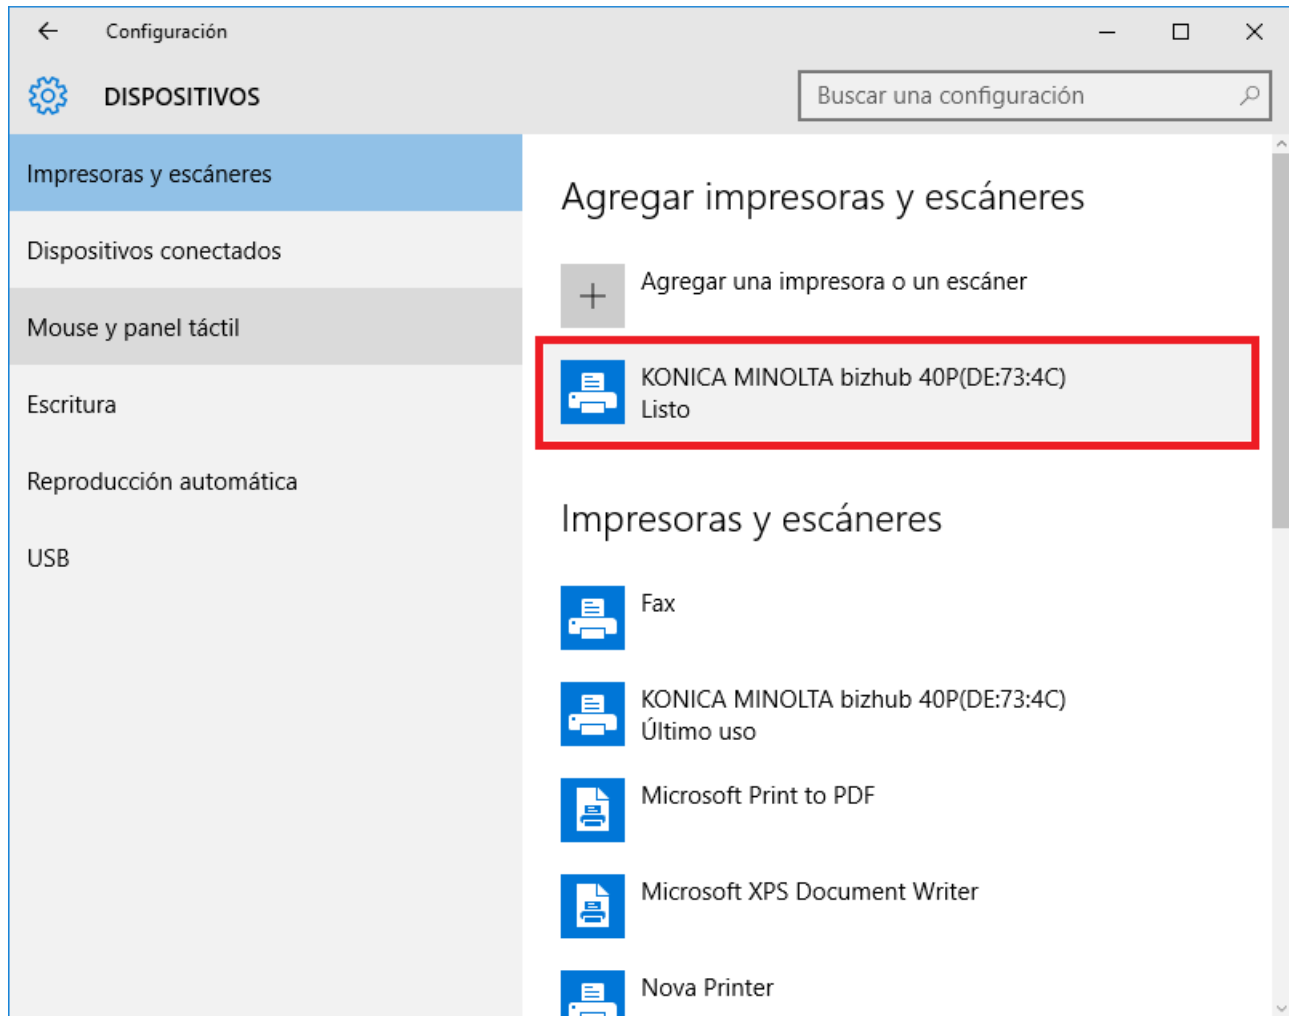 Configuración
DISPOSITIVOS
Buscar una configuración
Impresoras y escáneres
Dispositivos conectados
Mouse y panel táctil
Escritura
Reproducción automática
USB
Agregar impresoras y escáneres
Agregar una impresora o un escáner
KONICA MINOLTA bizhub 40P(DE:73:4C)
Listo
Impresoras y escáneres
Fax
KONICA MINOLTA bizhub 40P(DE:73:4C)
Último uso
Microsoft Print to PDF
Microsoft XPS Document Writer
Nova Printer